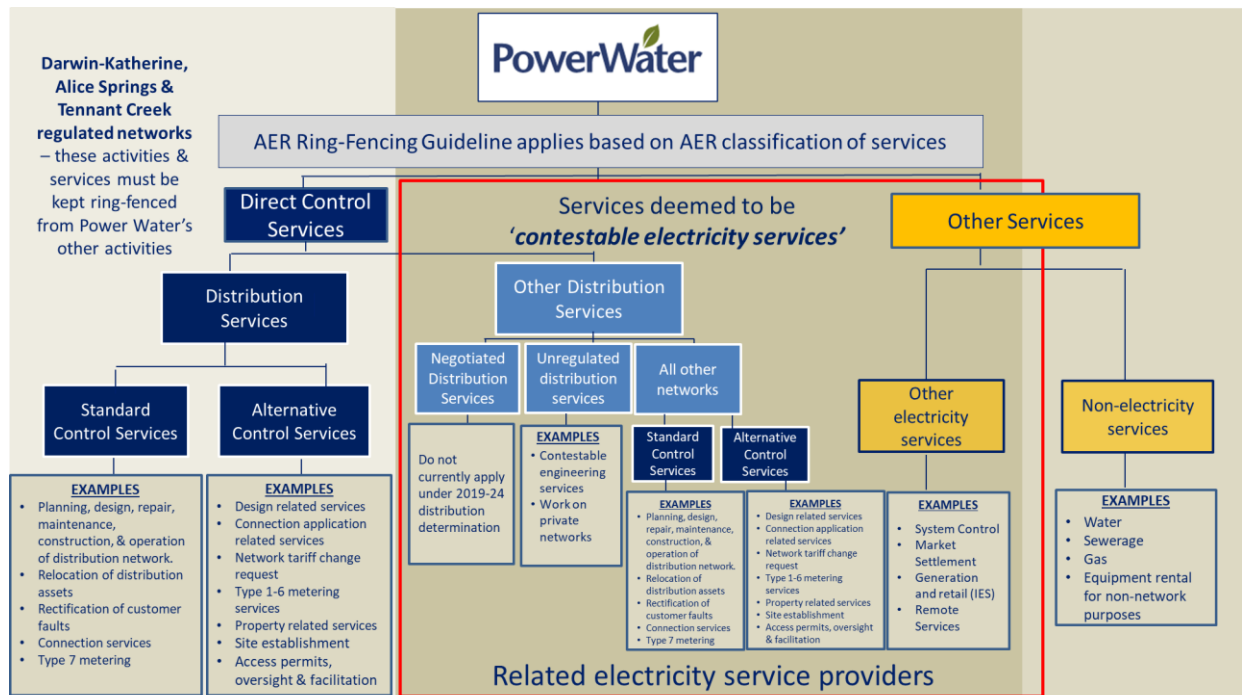 Darwin-Katherine,
Alice Springs &
Tennant Creek
regulated networks
– these activities &
services must be
kept ring-fenced
from Power Water's
other activities
PowerWater
AER Ring-Fencing Guideline applies based on AER classification of services
Direct Control
Services
Services deemed to be
'contestable electricity services'
Other Services
Distribution
Services
Other Distribution
Services
Negotiated
Distribution
Services
Unregulated
distribution
services
All other
networks
Other
electricity
services
Non-electricity
services
Standard
Control Services
Alternative
Control Services
Do not
currently apply
under 2019-24
distribution
determination
EXAMPLES
• Contestable
engineering
services
• Work on
private
networks
Standard
Control
Services
Alternative
Control
Services
EXAMPLES
• Planning, design, repair,
maintenance,
construction, & operation
of distribution network.
• Relocation of distribution
assets
• Rectification of customer
faults
• Connection services
• Type 7 metering
EXAMPLES
• Design related services
• Connection application
related services
• Network tariff change
request
• Type 1-6 metering
services
• Property related services
• Site establishment
• Access permits,
oversight & facilitation
EXAMPLES
• Planning, design,
repair, maintenance,
construction, &
operation of
distribution network.
• Relocation of
distribution assets
• Rectification of
customer faults
• Connection services
• Type 7 metering
EXAMPLES
• Design related services
• Connection application
related services
• Network tariff change
request
• Type 1-6 metering
services
• Property related services
• Site establishment
• Access permits, oversight
& facilitation
EXAMPLES
• System Control
• Market
Settlement
• Generation
and retail (IES)
• Remote
Services
EXAMPLES
• Water
• Sewerage
• Gas
• Equipment rental
for non-network
purposes
Related electricity service providers